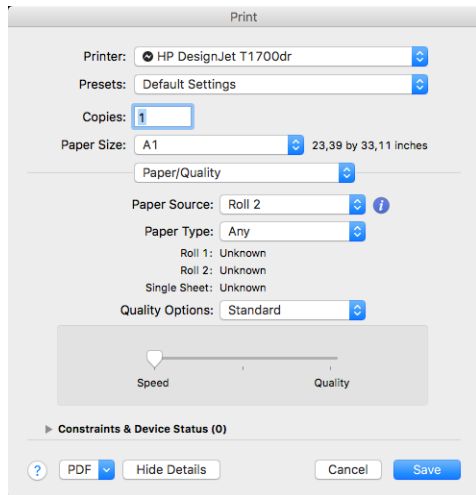 Print
Printer: HP DesignJet T1700dr
Presets: Default Settings
Copies: 1
Paper Size: A1 23,39 by 33,11 inches
Paper/Quality
Paper Source: Roll 2 i
Paper Type: Any
Roll 1: Unknown
Roll 2: Unknown
Single Sheet: Unknown
Quality Options: Standard
Speed Quality
Constraints & Device Status (0)
? PDF Hide Details Cancel Save